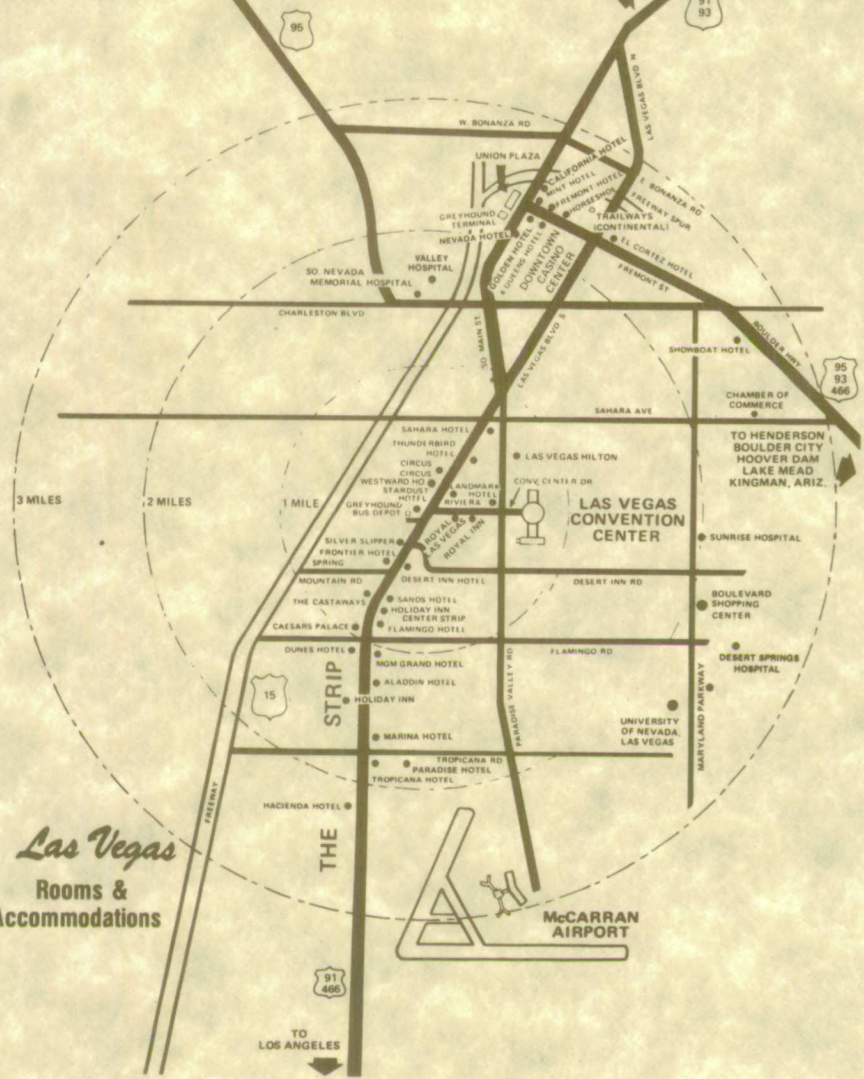 95
91
93
LAS VEGAS BLVD N
W. BONANZA RD
UNION PLAZA
CALIFORNIA HOTEL
MINT HOTEL
FREMONT HOTEL
HORSESHOE
E. BONANZA RD
FREEWAY SPUR
GREYHOUND
TERMINAL
TRAILWAYS
(CONTINENTAL)
NEVADA HOTEL
GOLDEN HOTEL
4 QUEENS HOTEL
DOWNTOWN
CASINO
CENTER
EL CORTEZ HOTEL
FREMONT ST
VALLEY
HOSPITAL
SO. NEVADA
MEMORIAL HOSPITAL
CHARLESTON BLVD
SO. MAIN ST
LAS VEGAS BLVD S
SHOWBOAT HOTEL
BOULDER HWY
95
93
466
CHAMBER OF
COMMERCE
SAHARA AVE
SAHARA HOTEL
TO HENDERSON
BOULDER CITY
HOOVER DAM
LAKE MEAD
KINGMAN, ARIZ.
THUNDERBIRD
HOTEL
LAS VEGAS HILTON
CIRCUS
CIRCUS
WESTWARD HO
STARDUST
HOTEL
LANDMARK
HOTEL
CONV. CENTER DR
RIVIERA
GREYHOUND
BUS DEPOT
3 MILES
2 MILES
1 MILE
LAS VEGAS
CONVENTION
CENTER
ROYAL
LAS VEGAS
ROYAL INN
SILVER SLIPPER
SUNRISE HOSPITAL
FRONTIER HOTEL
SPRING
MOUNTAIN RD
DESERT INN HOTEL
DESERT INN RD
THE CASTAWAYS
SANDS HOTEL
HOLIDAY INN
CENTER STRIP
BOULEVARD
SHOPPING
CENTER
CAESARS PALACE
FLAMINGO HOTEL
DUNES HOTEL
FLAMINGO RD
MGM GRAND HOTEL
DESERT SPRINGS
HOSPITAL
ALADDIN HOTEL
15
HOLIDAY INN
PARADISE VALLEY RD
MARYLAND PARKWAY
UNIVERSITY
OF NEVADA,
LAS VEGAS
MARINA HOTEL
TROPICANA RD
PARADISE HOTEL
TROPICANA HOTEL
HACIENDA HOTEL
FREEWAY
THE STRIP
Las Vegas
Rooms &
Accommodations
McCARRAN
AIRPORT
91
466
TO
LOS ANGELES